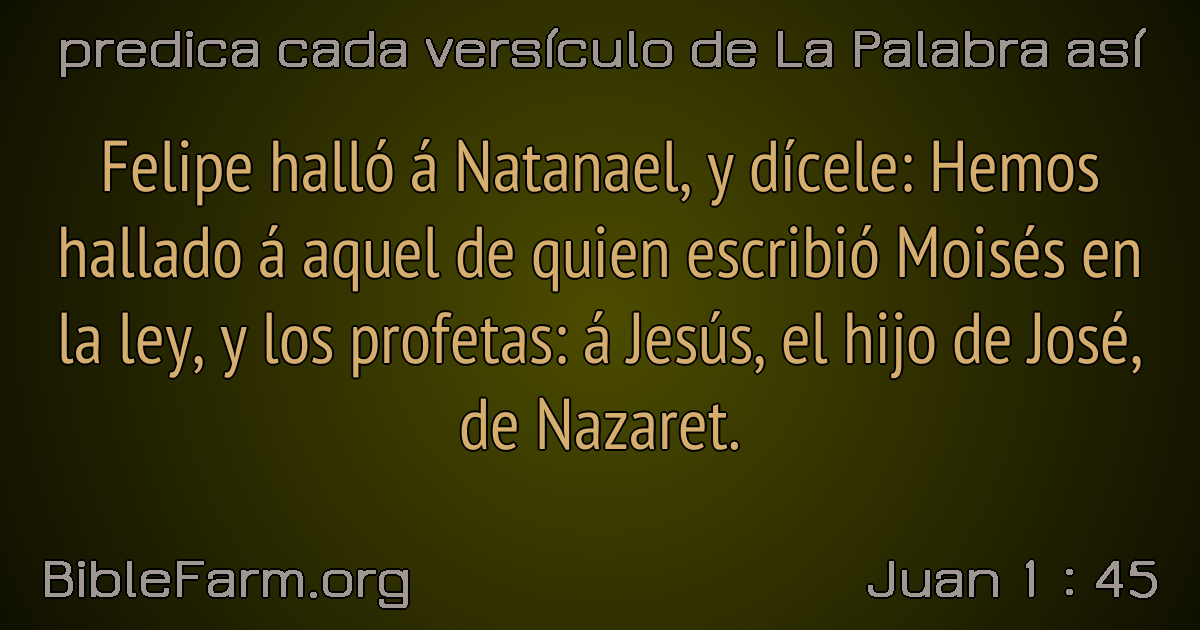 predica cada versículo de La Palabra así
Felipe halló á Natanael, y dícele: Hemos
hallado á aquel de quien escribió Moisés en
la ley, y los profetas: á Jesús, el hijo de José,
de Nazaret.
BibleFarm.org
Juan 1 : 45